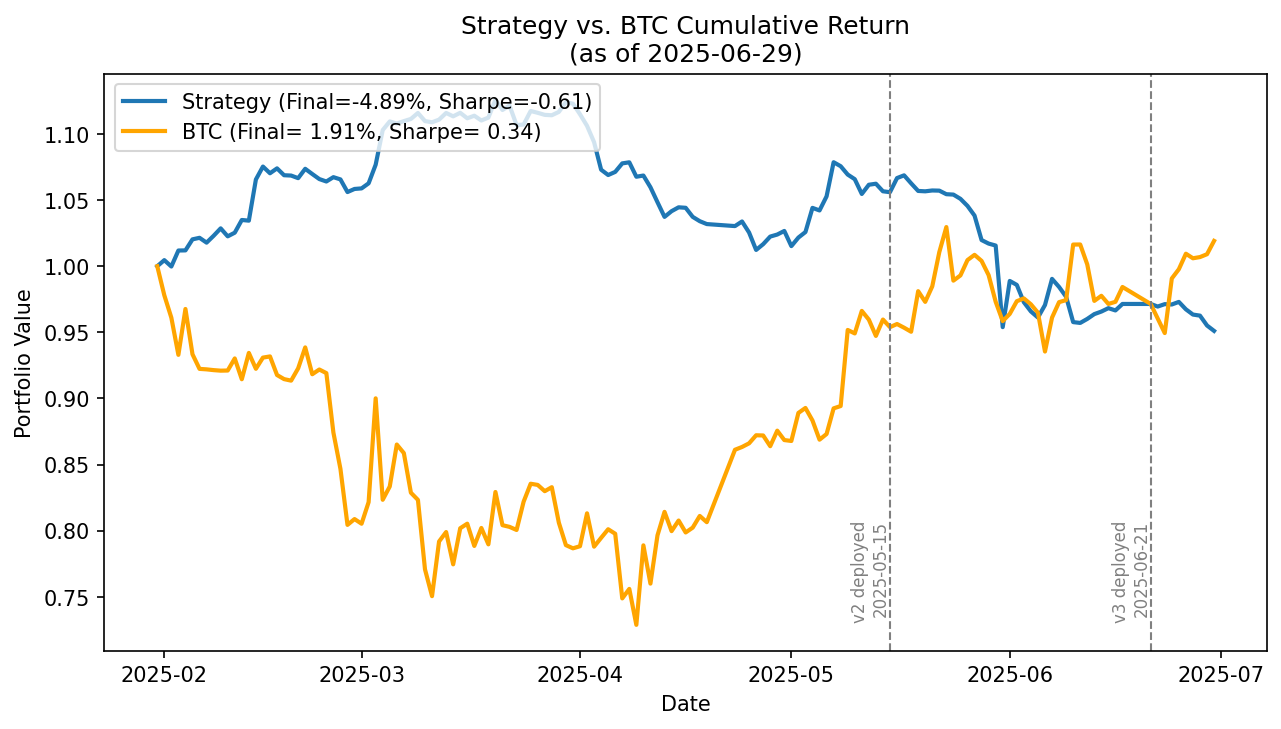 Strategy vs. BTC Cumulative Return
(as of 2025-06-29)
Strategy (Final=-4.89%, Sharpe=-0.61)
BTC (Final= 1.91%, Sharpe= 0.34)
Portfolio Value
1.10
1.05
1.00
0.95
0.90
0.85
0.80
0.75
v2 deployed
2025-05-15
v3 deployed
2025-06-21
2025-02
2025-03
2025-04
2025-05
2025-06
2025-07
Date